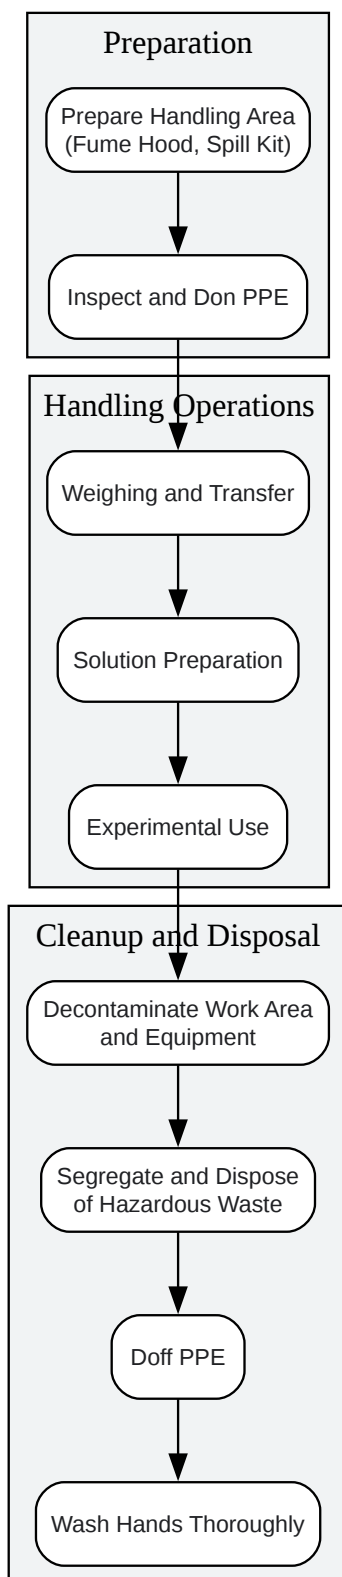 Preparation
Prepare Handling Area
(Fume Hood, Spill Kit)
Inspect and Don PPE
Handling Operations
Weighing and Transfer
Solution Preparation
Experimental Use
Cleanup and Disposal
Decontaminate Work Area
and Equipment
Segregate and Dispose
of Hazardous Waste
Doff PPE
Wash Hands Thoroughly